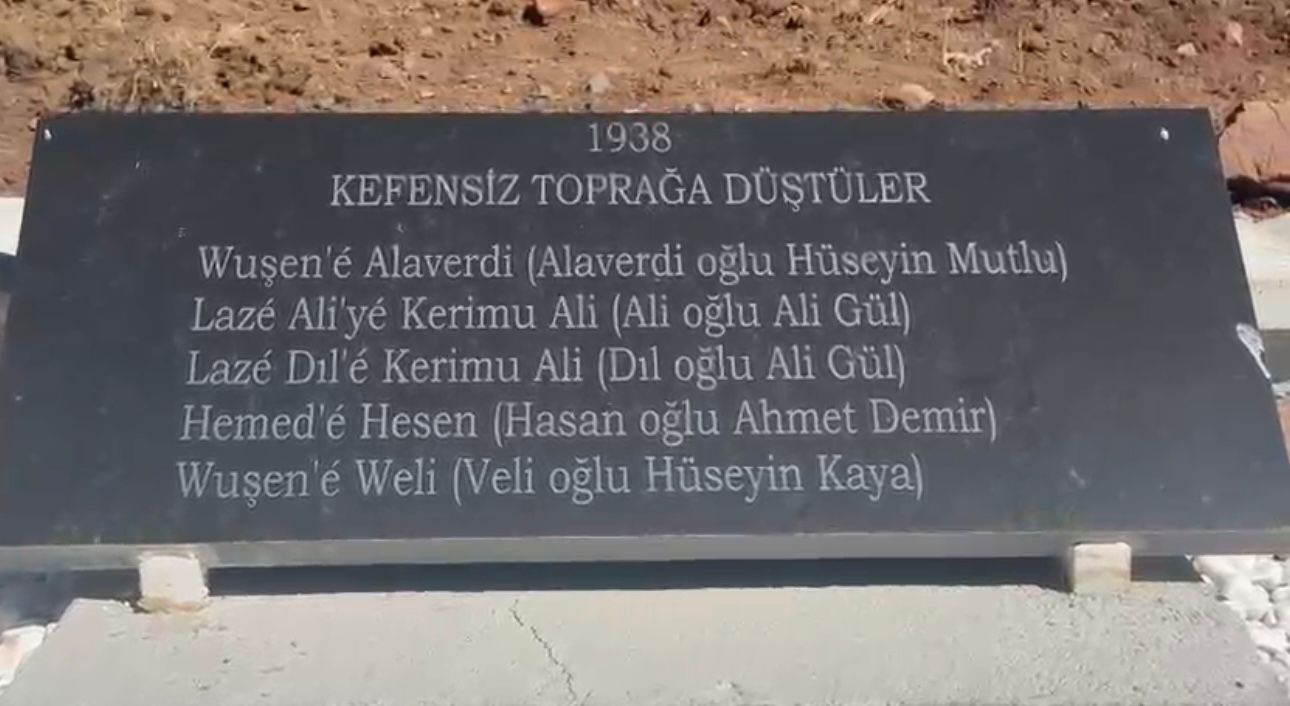 1938
KEFENSİZ TOPRAĞA DÜŞTÜLER
Wuşen'é Alaverdi (Alaverdi oğlu Hüseyin Mutlu)
Lazé Ali'yé Kerimu Ali (Ali oğlu Ali Gül)
Lazé Dıl'é Kerimu Ali (Dıl oğlu Ali Gül)
Hemed'é Hesen (Hasan oğlu Ahmet Demir)
Wuşen'é Weli (Veli oğlu Hüseyin Kaya)